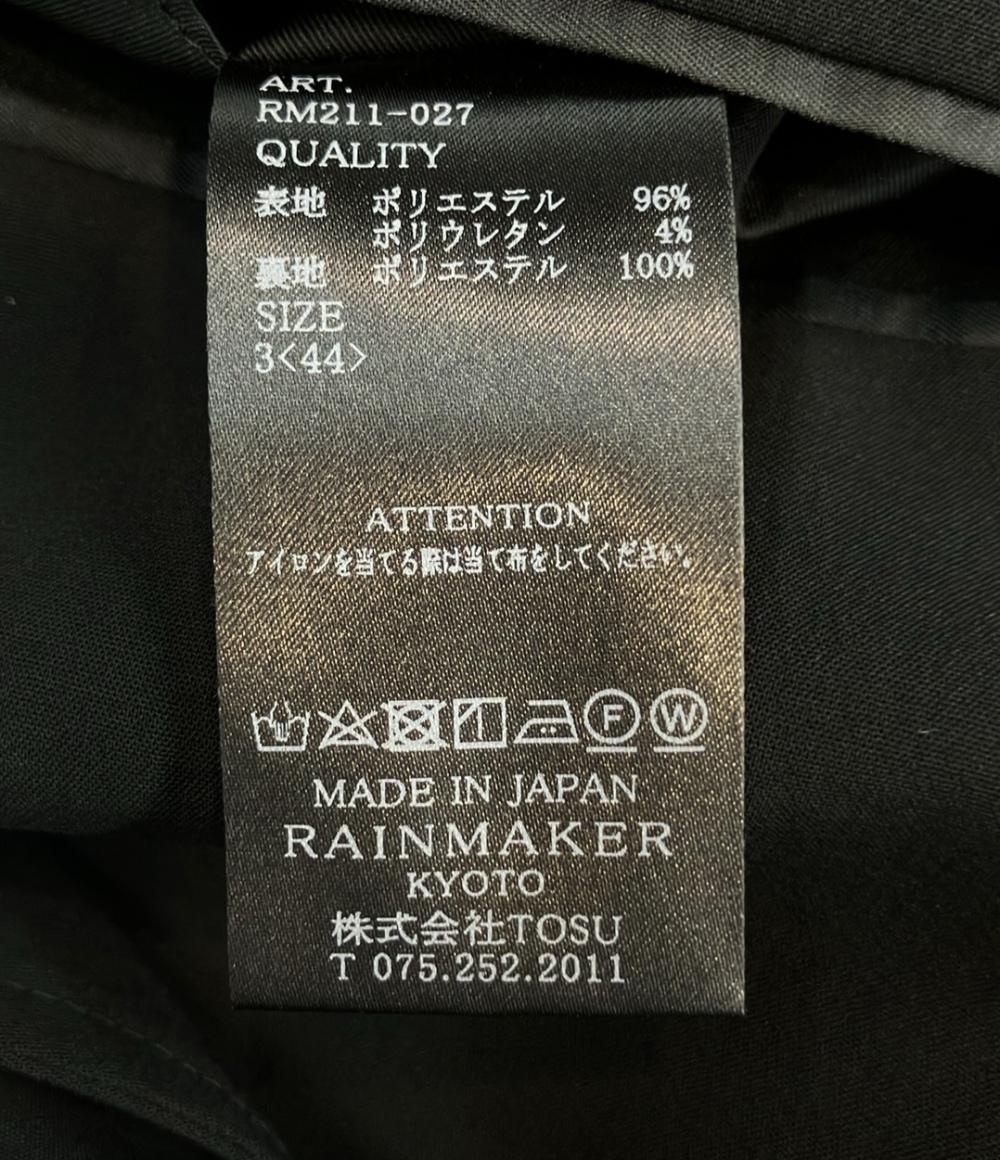 ART.
RM211-027
QUALITY
表地 ポリエステル 96%
ポリウレタン 4%
裏地 ポリエステル 100%
SIZE
3<44>
ATTENTION
アイロンを当てる際は当て布をしてください。
F W
MADE IN JAPAN
RAINMAKER
KYOTO
株式会社TOSU
T 075.252.2011